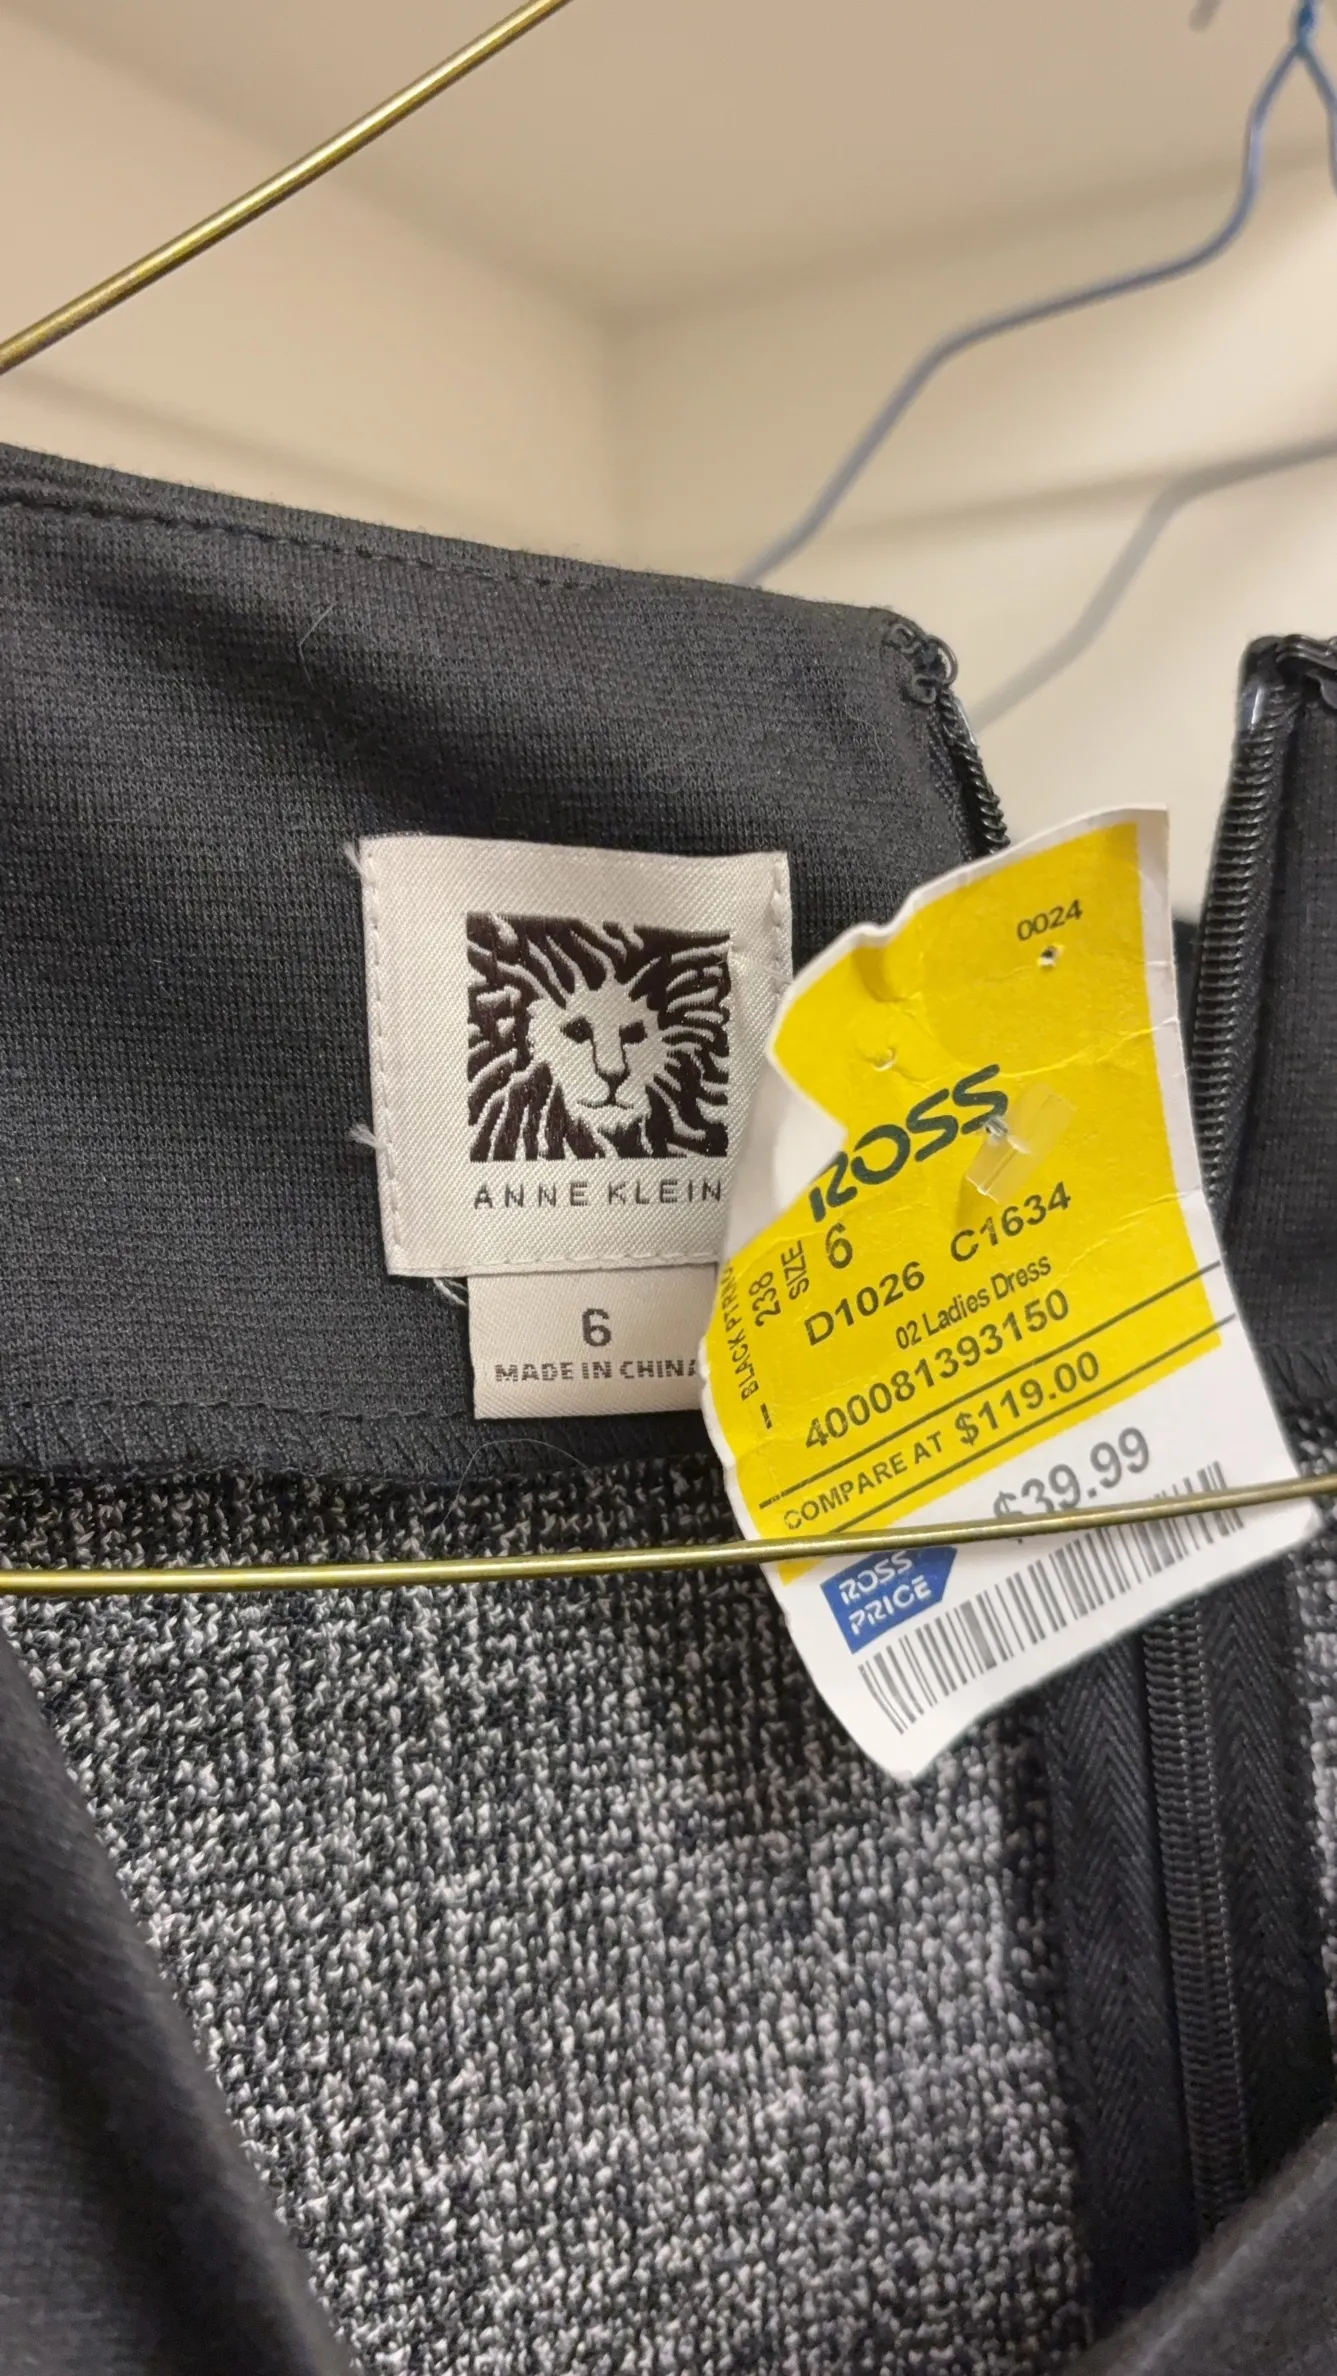 ANNE KLEIN
6
MADE IN CHINA
0024
ROSS
SIZE 6
238
BLACK
D1026 C1634
02 Ladies Dress
400081393150
COMPARE AT $119.00
$39.99
ROSS
PRICE